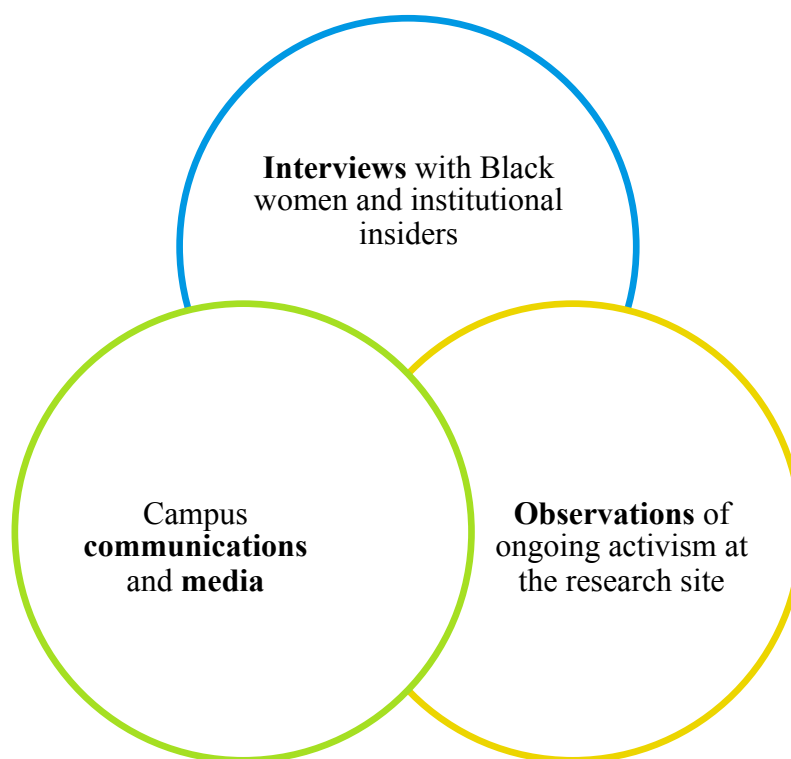 Interviews with Black
women and institutional
insiders
Campus
communications
and media
Observations of
ongoing activism at
the research site